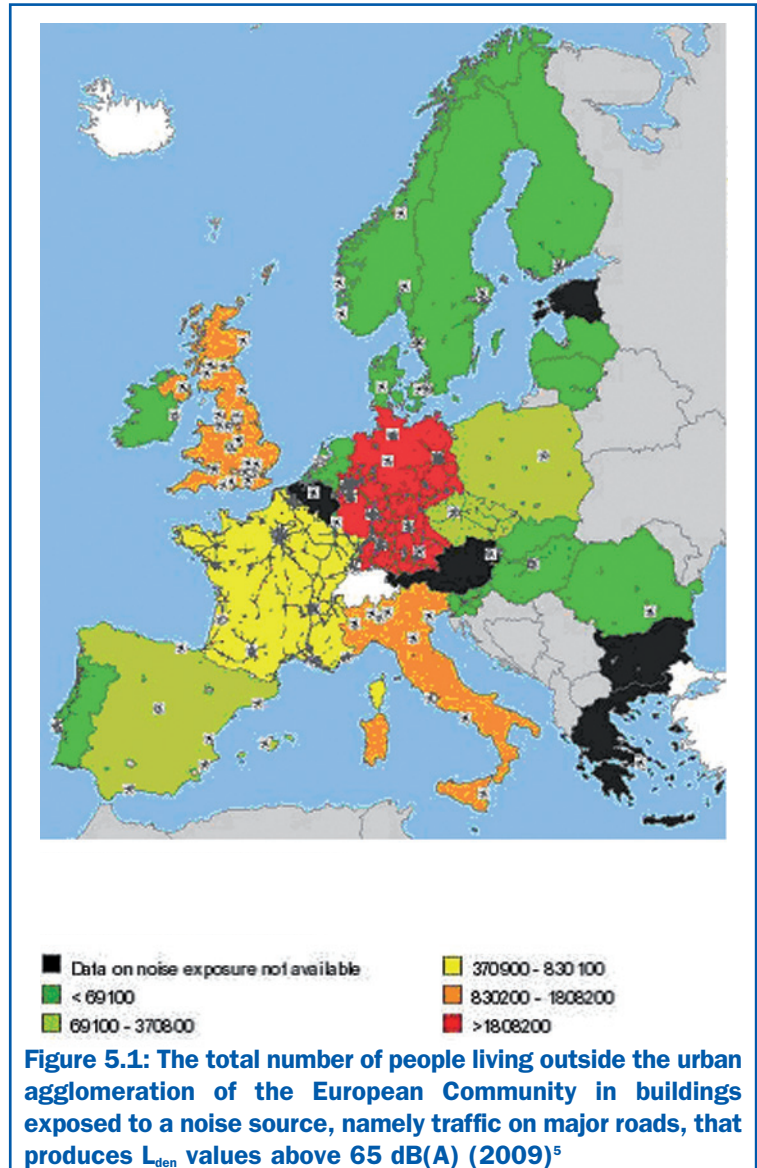 Data on noise exposure not available
< 69100
69100 - 370800
370900 - 830100
830200 - 1808200
>1808200
Figure 5.1: The total number of people living outside the urban
agglomeration of the European Community in buildings
exposed to a noise source, namely traffic on major roads, that
produces Lden values above 65 dB(A) (2009)5